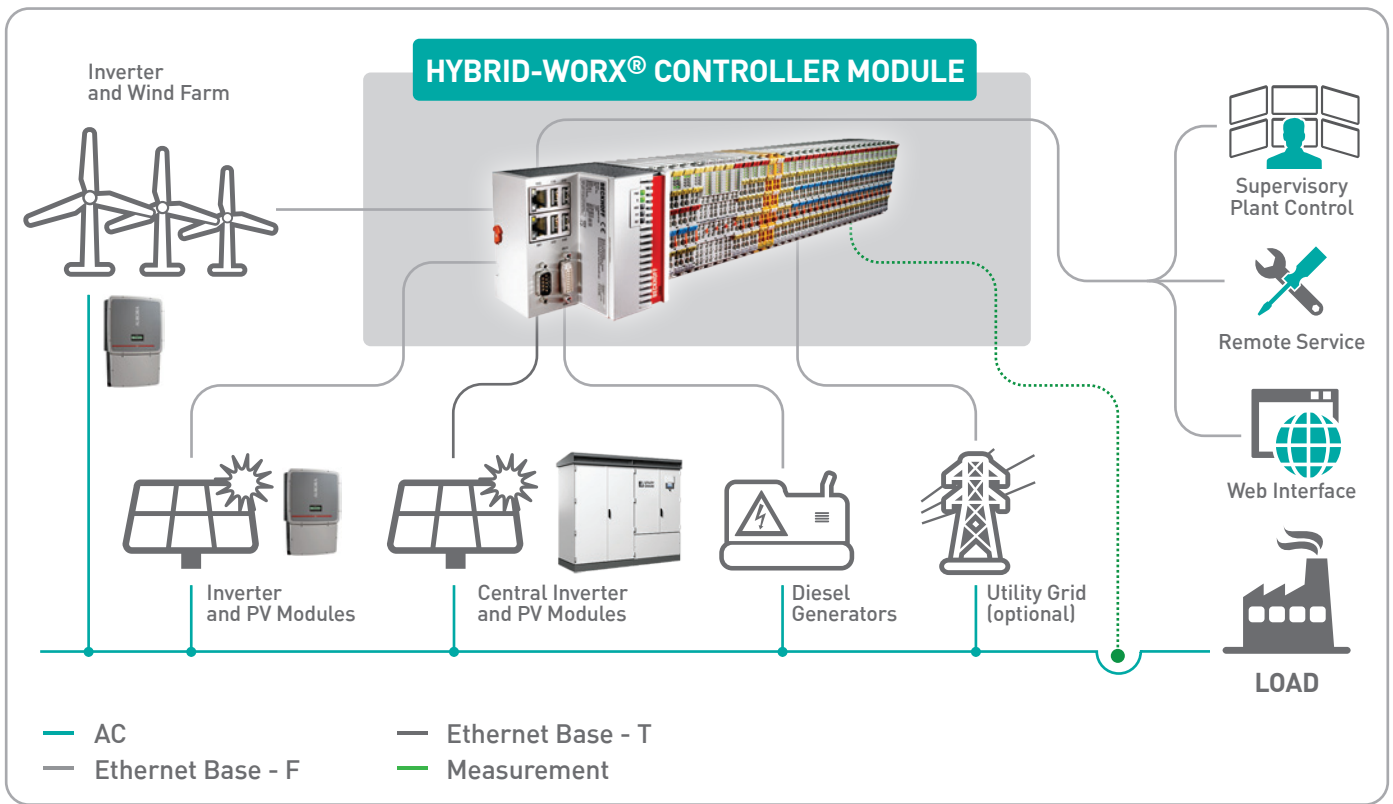 HYBRID-WORX® CONTROLLER MODULE
Inverter
and Wind Farm
Supervisory
Plant Control
Remote Service
Web Interface
Inverter
and PV Modules
Central Inverter
and PV Modules
Diesel
Generators
Utility Grid
(optional)
LOAD
AC
Ethernet Base - F
Ethernet Base - T
Measurement